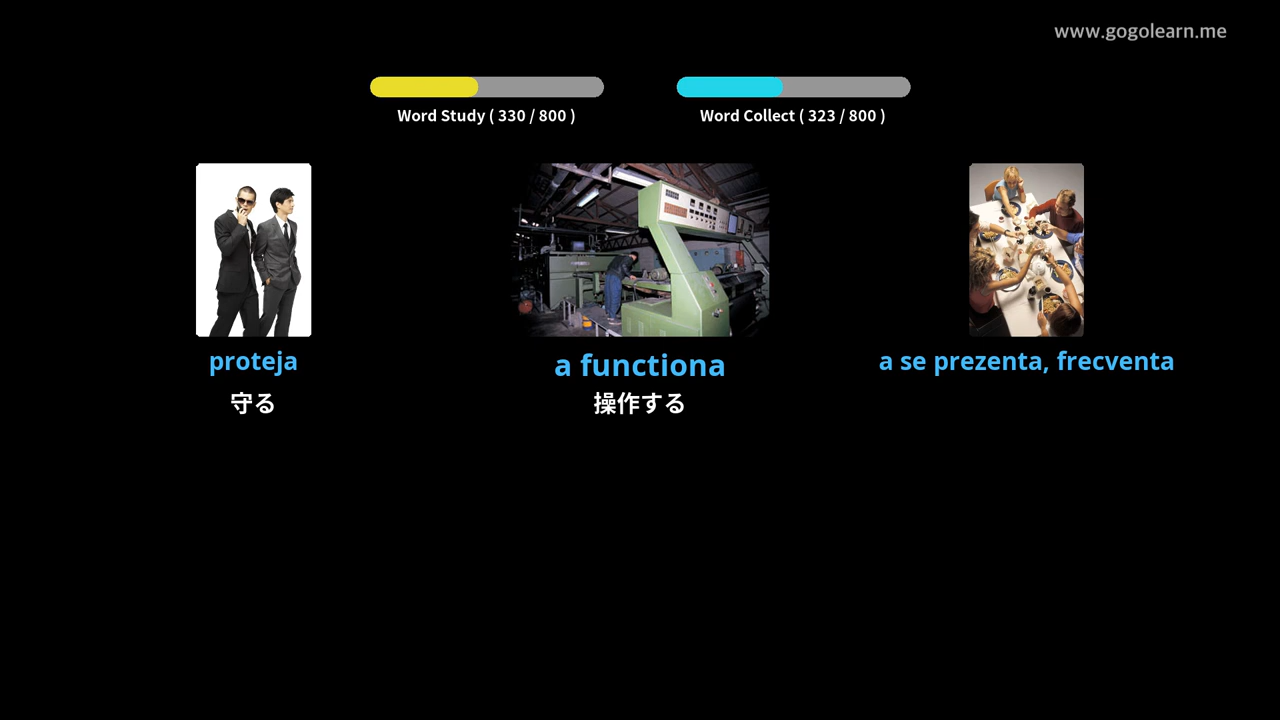 www.gogolearn.me
Word Study ( 330 / 800 )
Word Collect ( 323 / 800 )
proteja
守る
a functiona
操作する
a se prezenta, frecventa